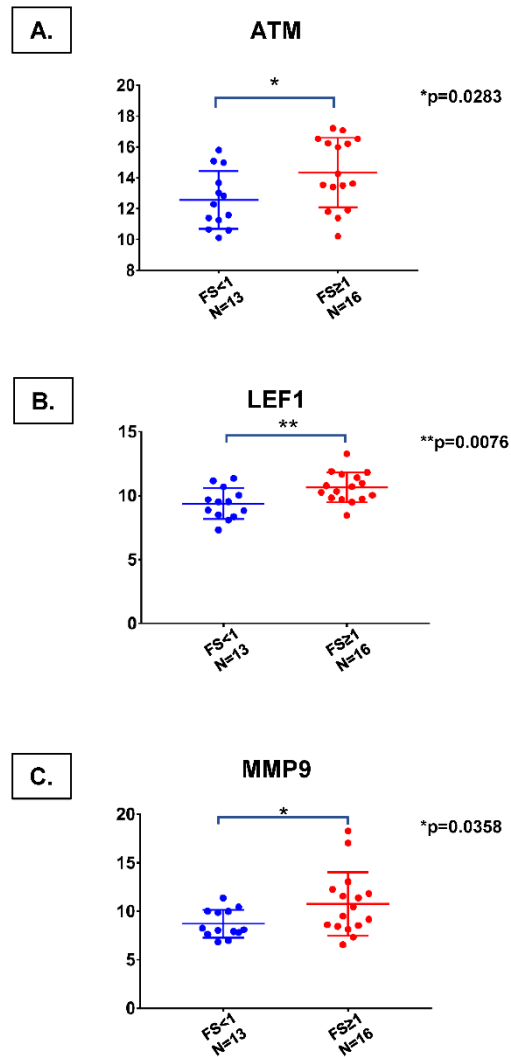 A.
ATM
*
*p=0.0283
20
18
16
14
12
10
8
FS<1
N=13
FS≥1
N=16
B.
LEF1
**
**p=0.0076
15
10
5
0
FS<1
N=13
FS≥1
N=16
C.
MMP9
*
*p=0.0358
20
15
10
5
0
FS<1
N=13
FS≥1
N=16